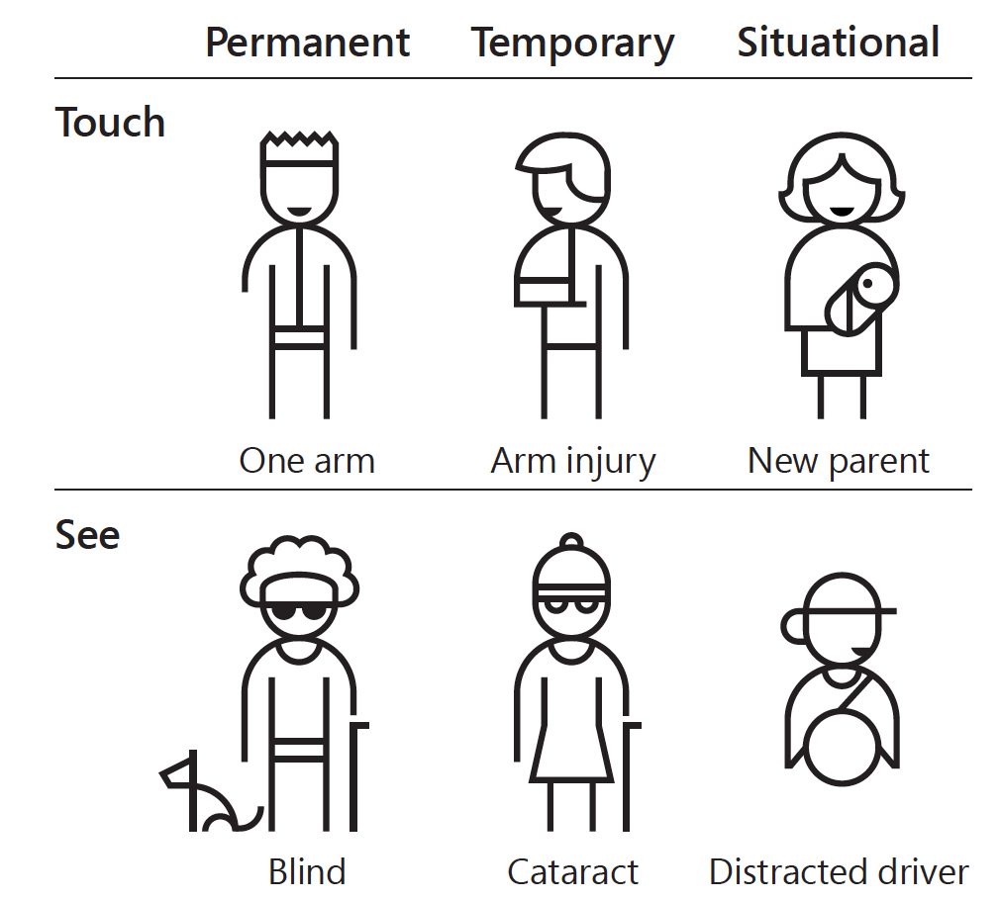 Permanent Temporary Situational
Touch
One arm Arm injury New parent
See
Blind Cataract Distracted driver